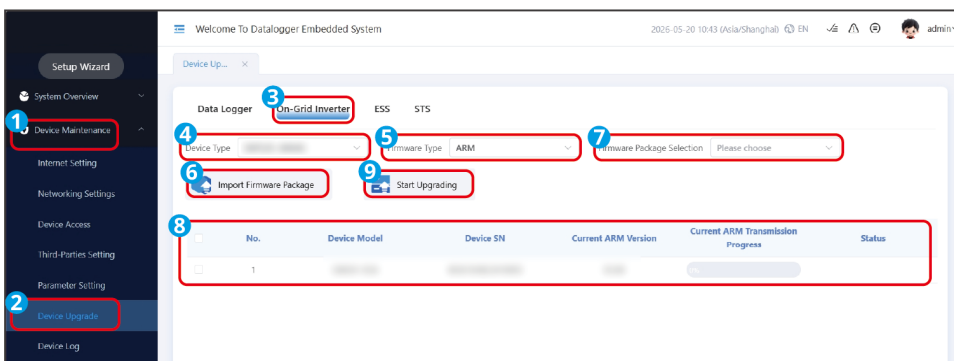 Welcome To Datalogger Embedded System
2026-05-20 10:43 (Asia/Shanghai) EN admin
Setup Wizard
Device Up... ×
System Overview
1 Device Maintenance
Internet Setting
Networking Settings
Device Access
Third-Parties Setting
Parameter Setting
2 Device Upgrade
Device Log
Data Logger 3 On-Grid Inverter ESS STS
4 Device Type
5 Firmware Type ARM
7 Firmware Package Selection Please choose
6 Import Firmware Package
9 Start Upgrading
8
No. Device Model Device SN Current ARM Version Current ARM Transmission Progress Status
1